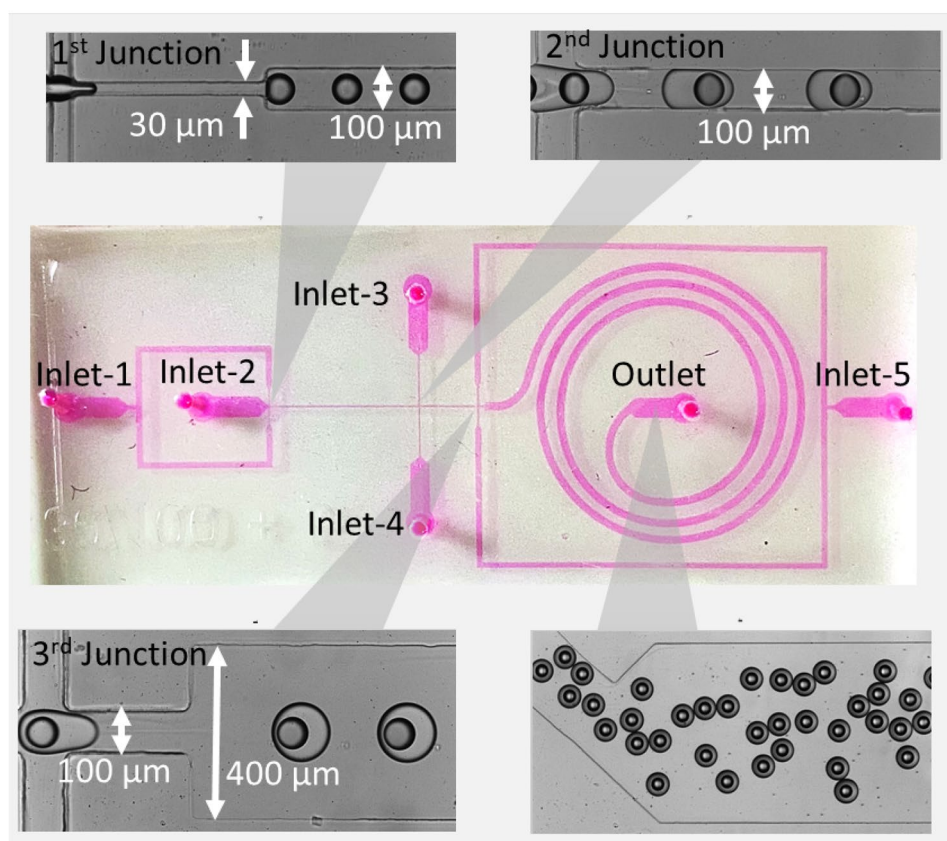 1st Junction
30 µm
100 µm
2nd Junction
100 µm
Inlet-3
Inlet-1
Inlet-2
Outlet
Inlet-5
Inlet-4
3rd Junction
100 µm
400 µm